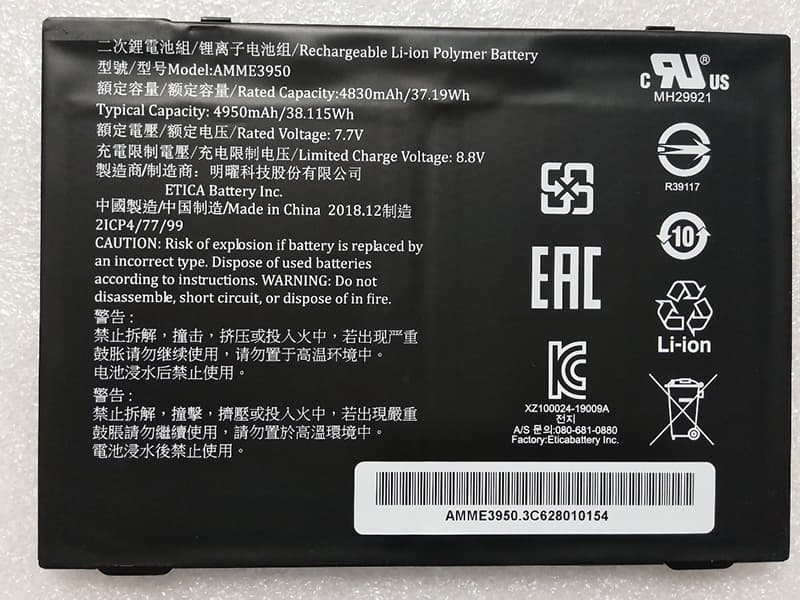 二次鋰電池組/锂离子电池组/Rechargeable Li-ion Polymer Battery
型號/型号Model:AMME3950
額定容量/额定容量/Rated Capacity:4830mAh/37.19Wh
Typical Capacity: 4950mAh/38.115Wh
額定電壓/额定电压/Rated Voltage: 7.7V
充電限制電壓/充电限制电压/Limited Charge Voltage: 8.8V
製造商/制造商：明曜科技股份有限公司
ETICA Battery Inc.
中國製造/中国制造/Made in China 2018.12制造
2ICP4/77/99
CAUTION: Risk of explosion if battery is replaced by
an incorrect type. Dispose of used batteries
according to instructions. WARNING: Do not
disassemble, short circuit, or dispose of in fire.
警告:
禁止拆解，撞击，挤压或投入火中，若出现严重
鼓胀请勿继续使用，请勿置于高温环境中。
电池浸水后禁止使用。
警告:
禁止拆解，撞擊，擠壓或投入火中，若出現嚴重
鼓脹請勿繼續使用，請勿置於高溫環境中。
電池浸水後禁止使用。
C RU® US
MH29921
R39117
10
EAC
Li-ion
KC
XZ100024-19009A
전지
A/S 문의:080-681-0880
Factory:Eticabattery Inc.
AMME3950.3C628010154